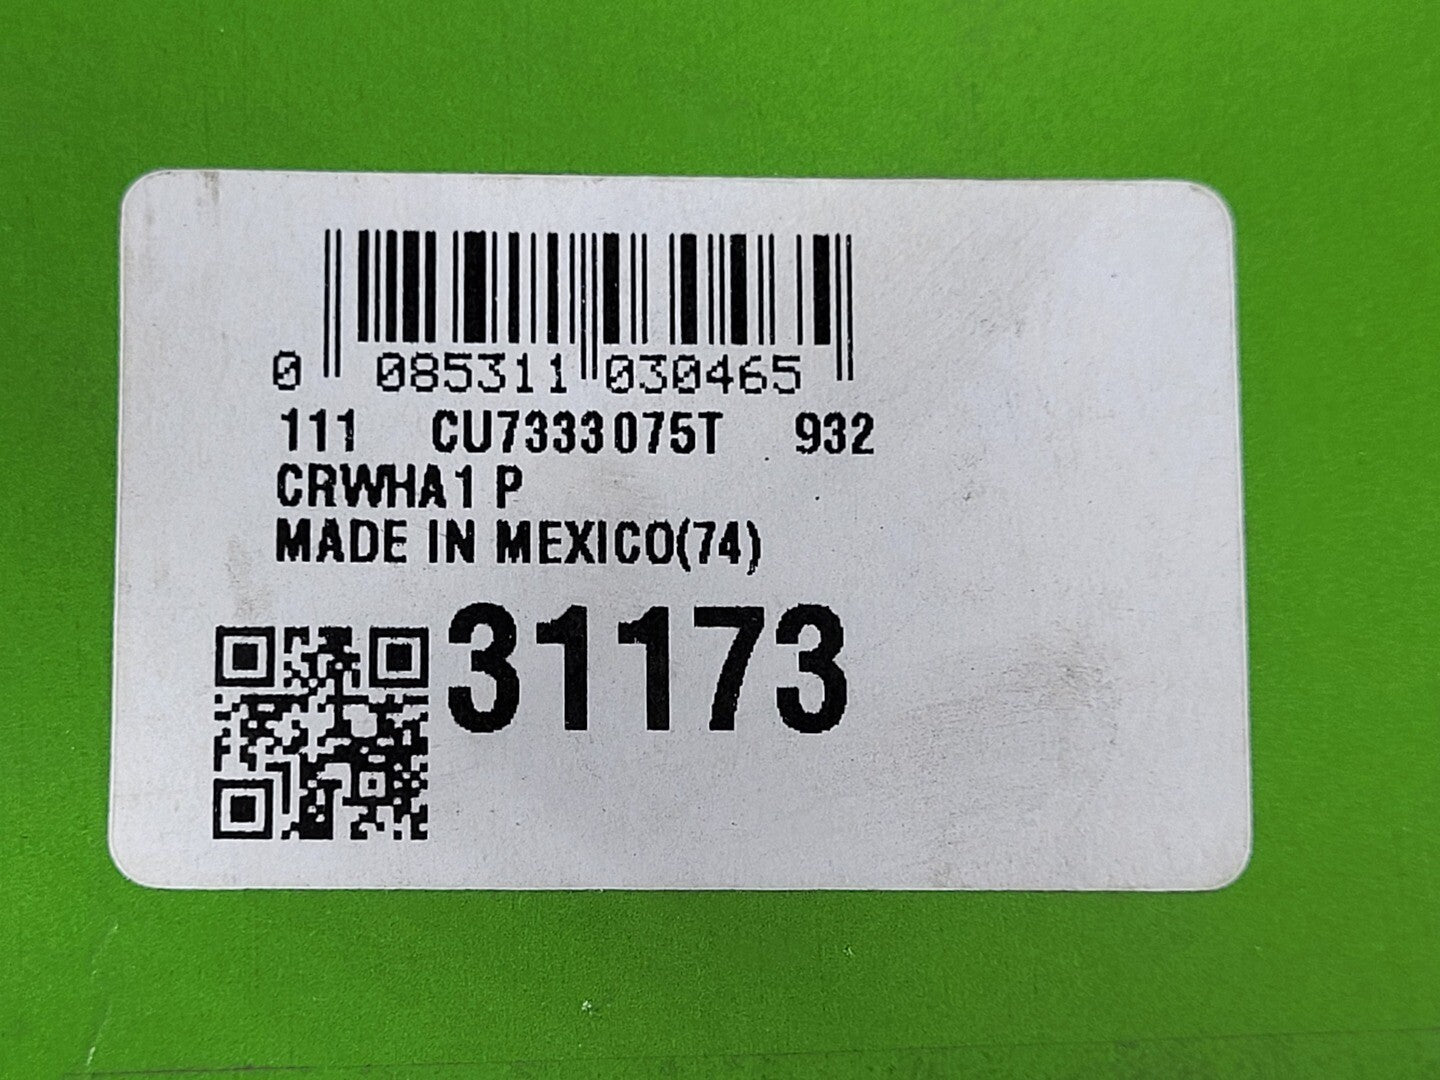 0 085311 030465
111 CU7333075T 932
CRWHA1 P
MADE IN MEXICO(74)
31173